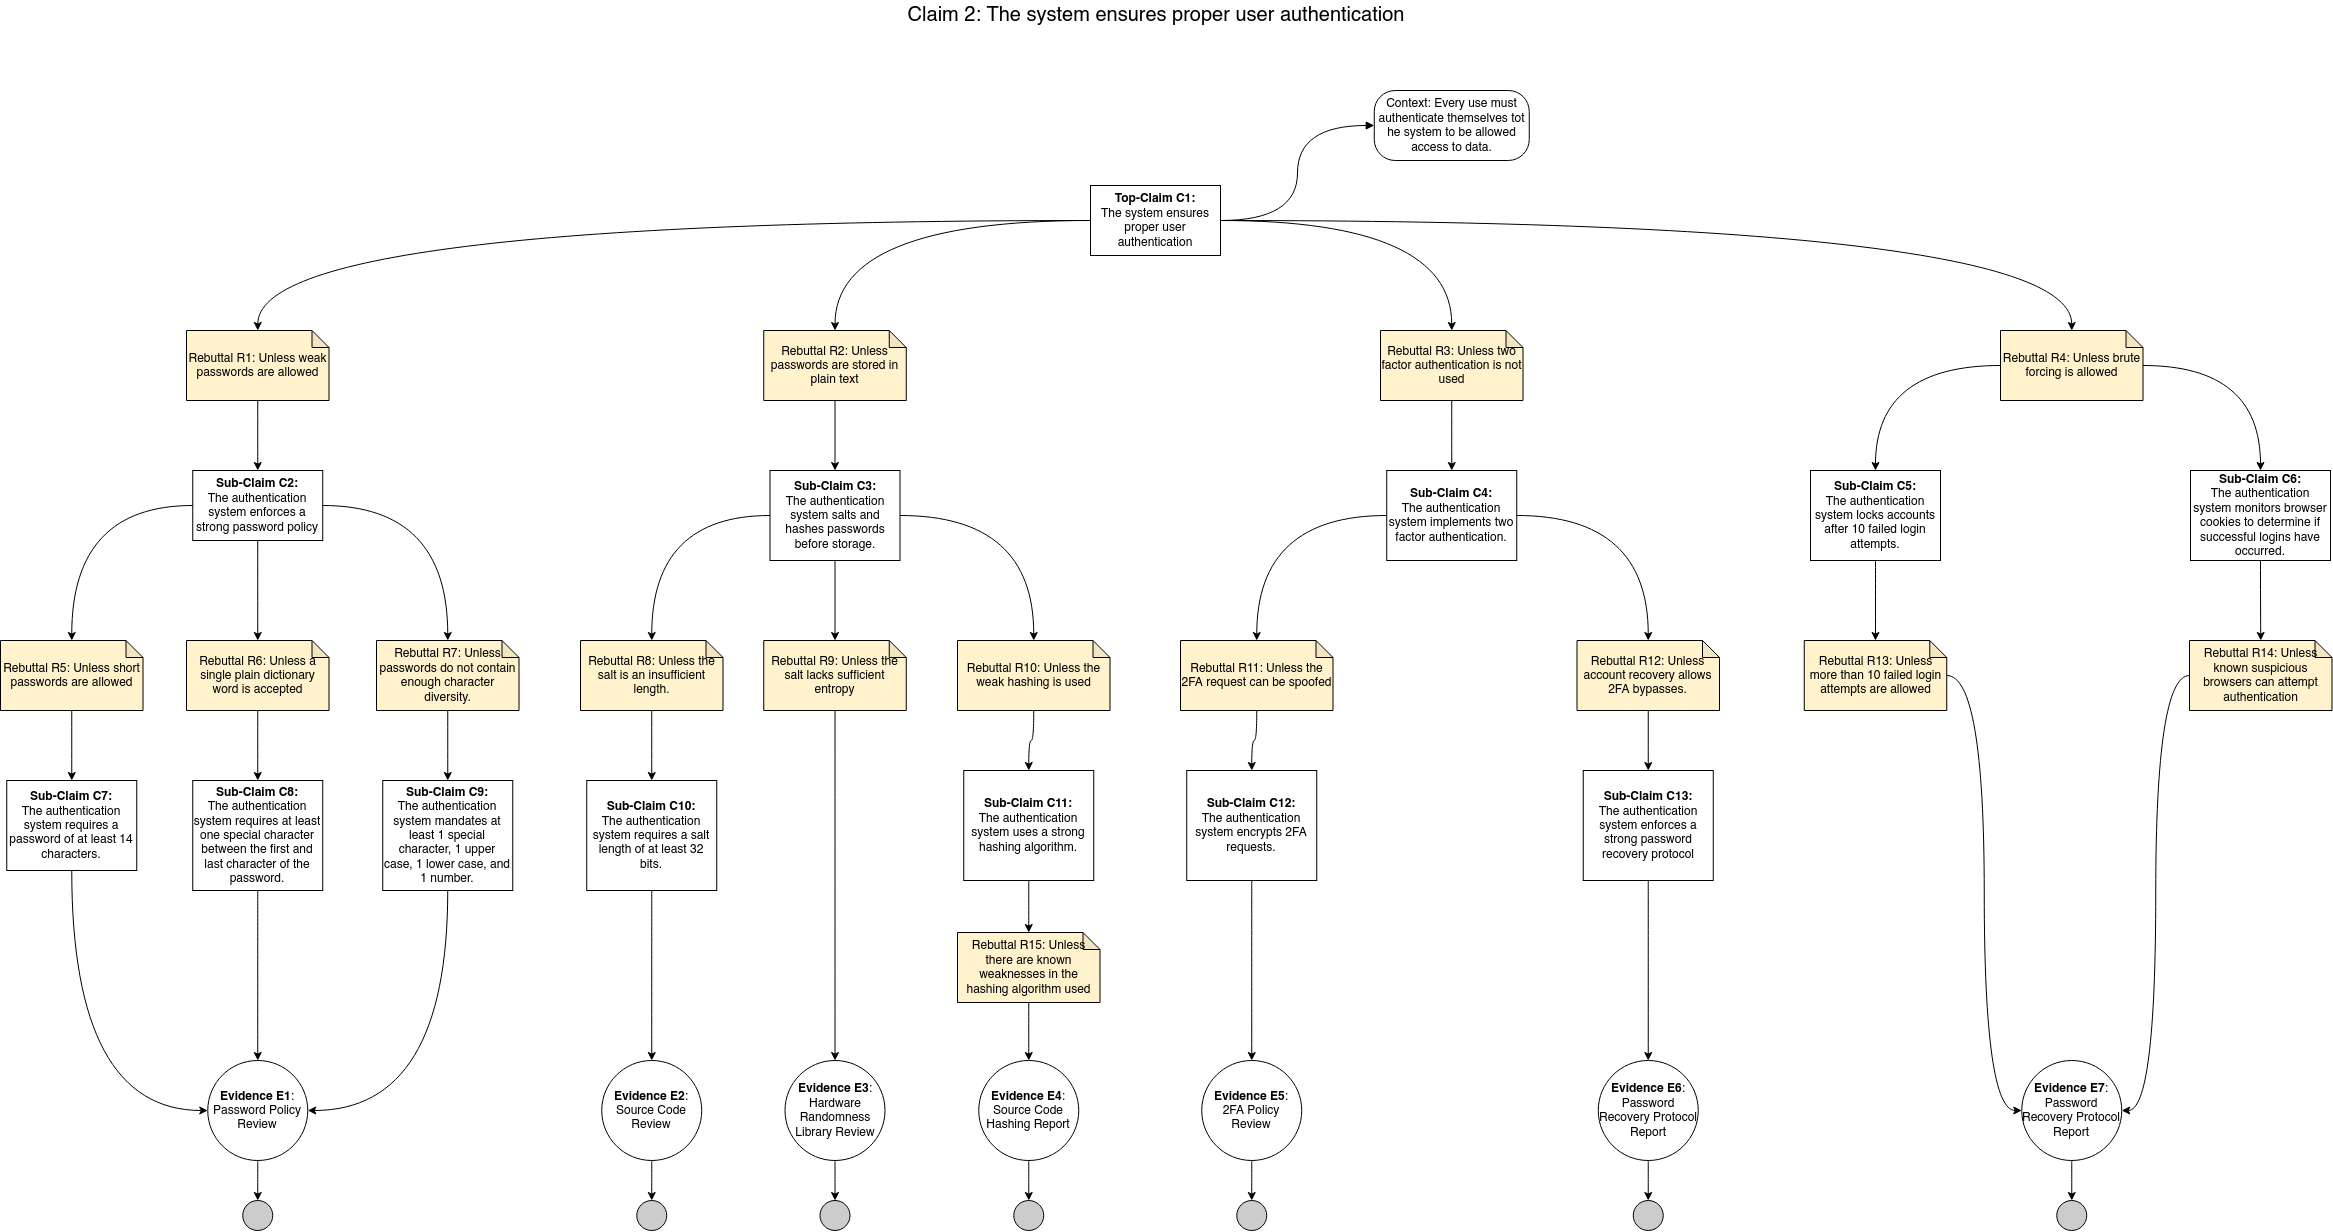 Claim 2: The system ensures proper user authentication
Context: Every use must
authenticate themselves tot
he system to be allowed
access to data.
Top-Claim C1:
The system ensures
proper user
authentication
Rebuttal R1: Unless weak
passwords are allowed
Rebuttal R2: Unless
passwords are stored in
plain text
Rebuttal R3: Unless two
factor authentication is not
used
Rebuttal R4: Unless brute
forcing is allowed
Sub-Claim C2:
The authentication
system enforces a
strong password policy
Sub-Claim C3:
The authentication
system salts and
hashes passwords
before storage.
Sub-Claim C4:
The authentication
system implements two
factor authentication.
Sub-Claim C5:
The authentication
system locks accounts
after 10 failed login
attempts.
Sub-Claim C6:
The authentication
system monitors browser
cookies to determine if
successful logins have
occurred.
Rebuttal R5: Unless short
passwords are allowed
Rebuttal R6: Unless a
single plain dictionary
word is accepted
Rebuttal R7: Unless
passwords do not contain
enough character
diversity.
Rebuttal R8: Unless the
salt is an insufficient
length.
Rebuttal R9: Unless the
salt lacks sufficient
entropy
Rebuttal R10: Unless the
weak hashing is used
Rebuttal R11: Unless the
2FA request can be spoofed
Rebuttal R12: Unless
account recovery allows
2FA bypasses.
Rebuttal R13: Unless
more than 10 failed login
attempts are allowed
Rebuttal R14: Unless
known suspicious
browsers can attempt
authentication
Sub-Claim C7:
The authentication
system requires a
password of at least 14
characters.
Sub-Claim C8:
The authentication
system requires at least
one special character
between the first and
last character of the
password.
Sub-Claim C9:
The authentication
system mandates at
least 1 special
character, 1 upper
case, 1 lower case, and
1 number.
Sub-Claim C10:
The authentication
system requires a salt
length of at least 32
bits.
Sub-Claim C11:
The authentication
system uses a strong
hashing algorithm.
Sub-Claim C12:
The authentication
system encrypts 2FA
requests.
Sub-Claim C13:
The authentication
system enforces a
strong password
recovery protocol
Rebuttal R15: Unless
there are known
weaknesses in the
hashing algorithm used
Evidence E1:
Password Policy
Review
Evidence E2:
Source Code
Review
Evidence E3:
Hardware
Randomness
Library Review
Evidence E4:
Source Code
Hashing Report
Evidence E5:
2FA Policy
Review
Evidence E6:
Password
Recovery Protocol
Report
Evidence E7:
Password
Recovery Protocol
Report